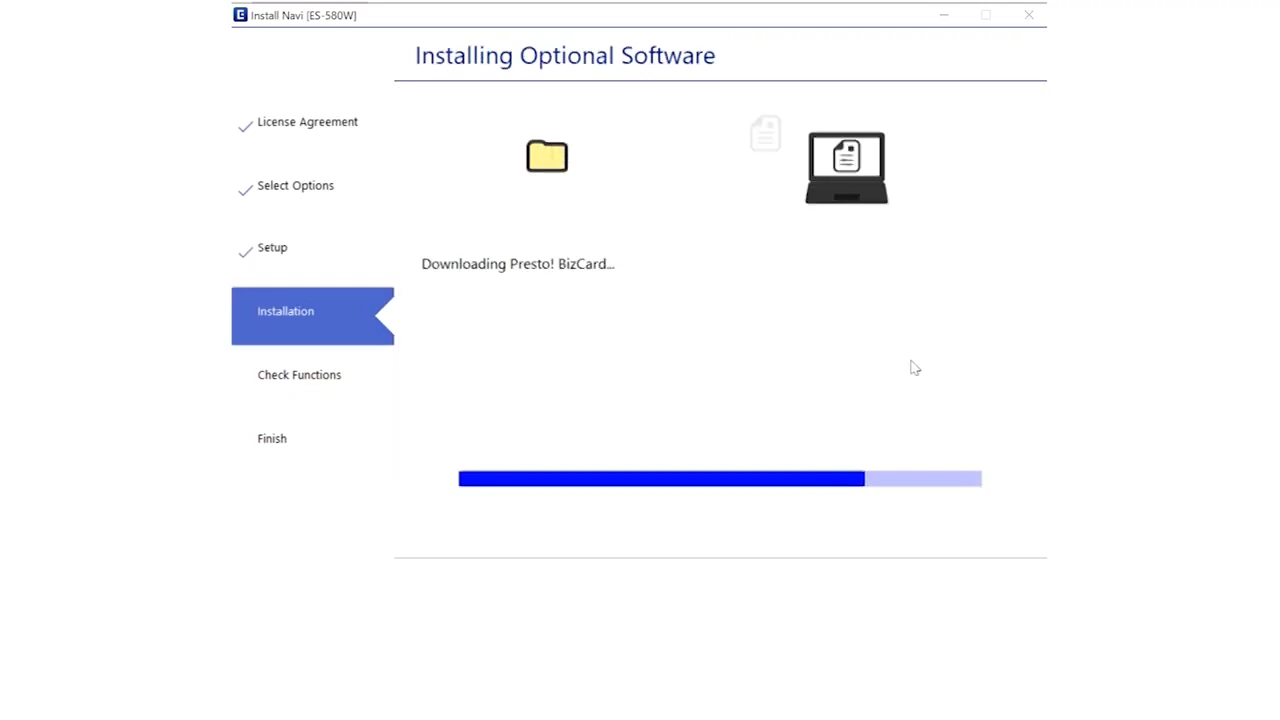 Install Navi [ES-580W]
Installing Optional Software
License Agreement
Select Options
Setup
Installation
Check Functions
Finish
Downloading Presto! BizCard...